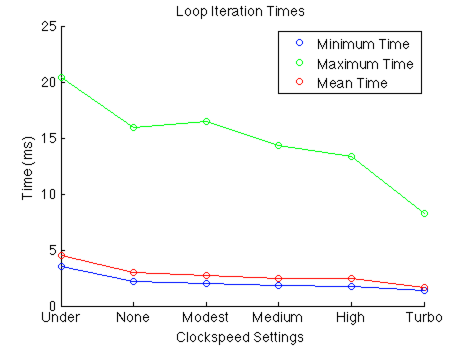 Loop Iteration Times
25
20
15
10
5
0
Time (ms)
Minimum Time
Maximum Time
Mean Time
Under None Modest Medium High Turbo
Clockspeed Settings